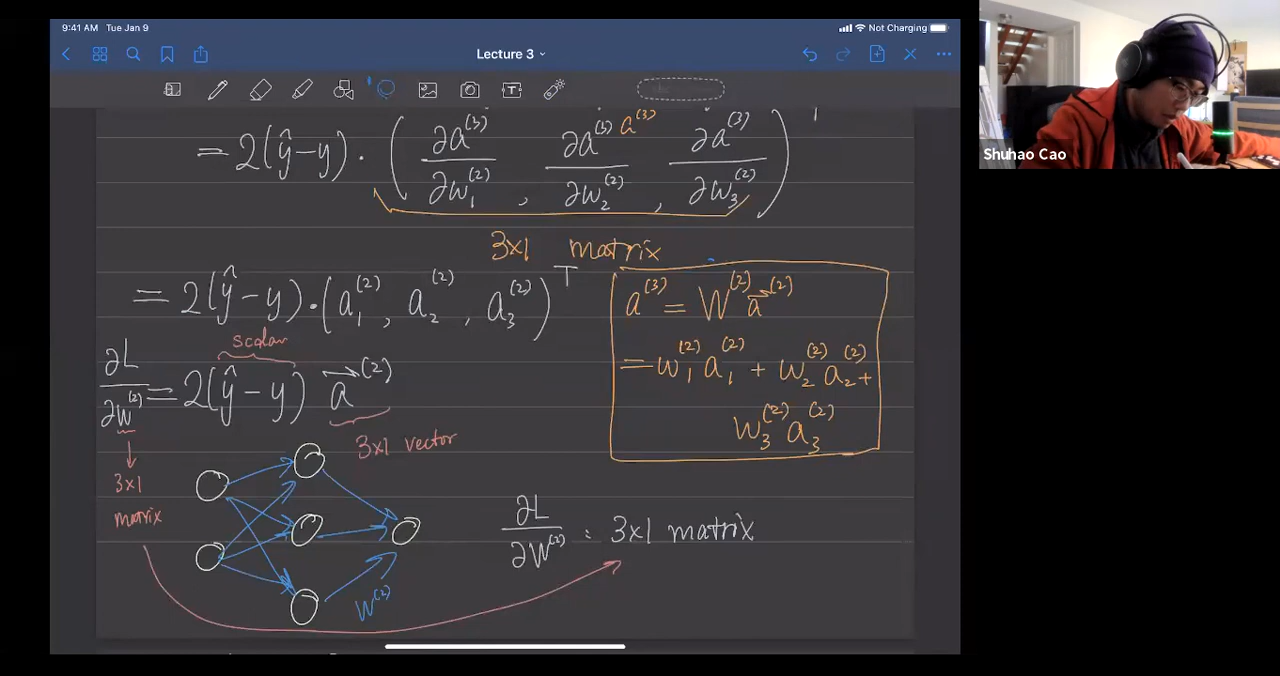 9:41 AM Tue Jan 9
Not Charging
Lecture 3
Shuhao Cao
= 2(ŷ-y) · ( ∂a^(3)/∂w_1^(2) , ∂a^(3)/∂w_2^(2) , ∂a^(3)/∂w_3^(2) )^T
a^(3)
3x1 matrix
= 2(ŷ-y) · (a_1^(2), a_2^(2), a_3^(2))^T
a^(3) = W^(2) a⃗^(2)
= w_1^(2) a_1^(2) + w_2^(2) a_2^(2) +
w_3^(2) a_3^(2)
scalar
∂L/∂w^(2) = 2(ŷ-y) a⃗^(2)
3x1 vector
3x1
matrix
∂L/∂W^(2) : 3x1 matrix
W^(2)